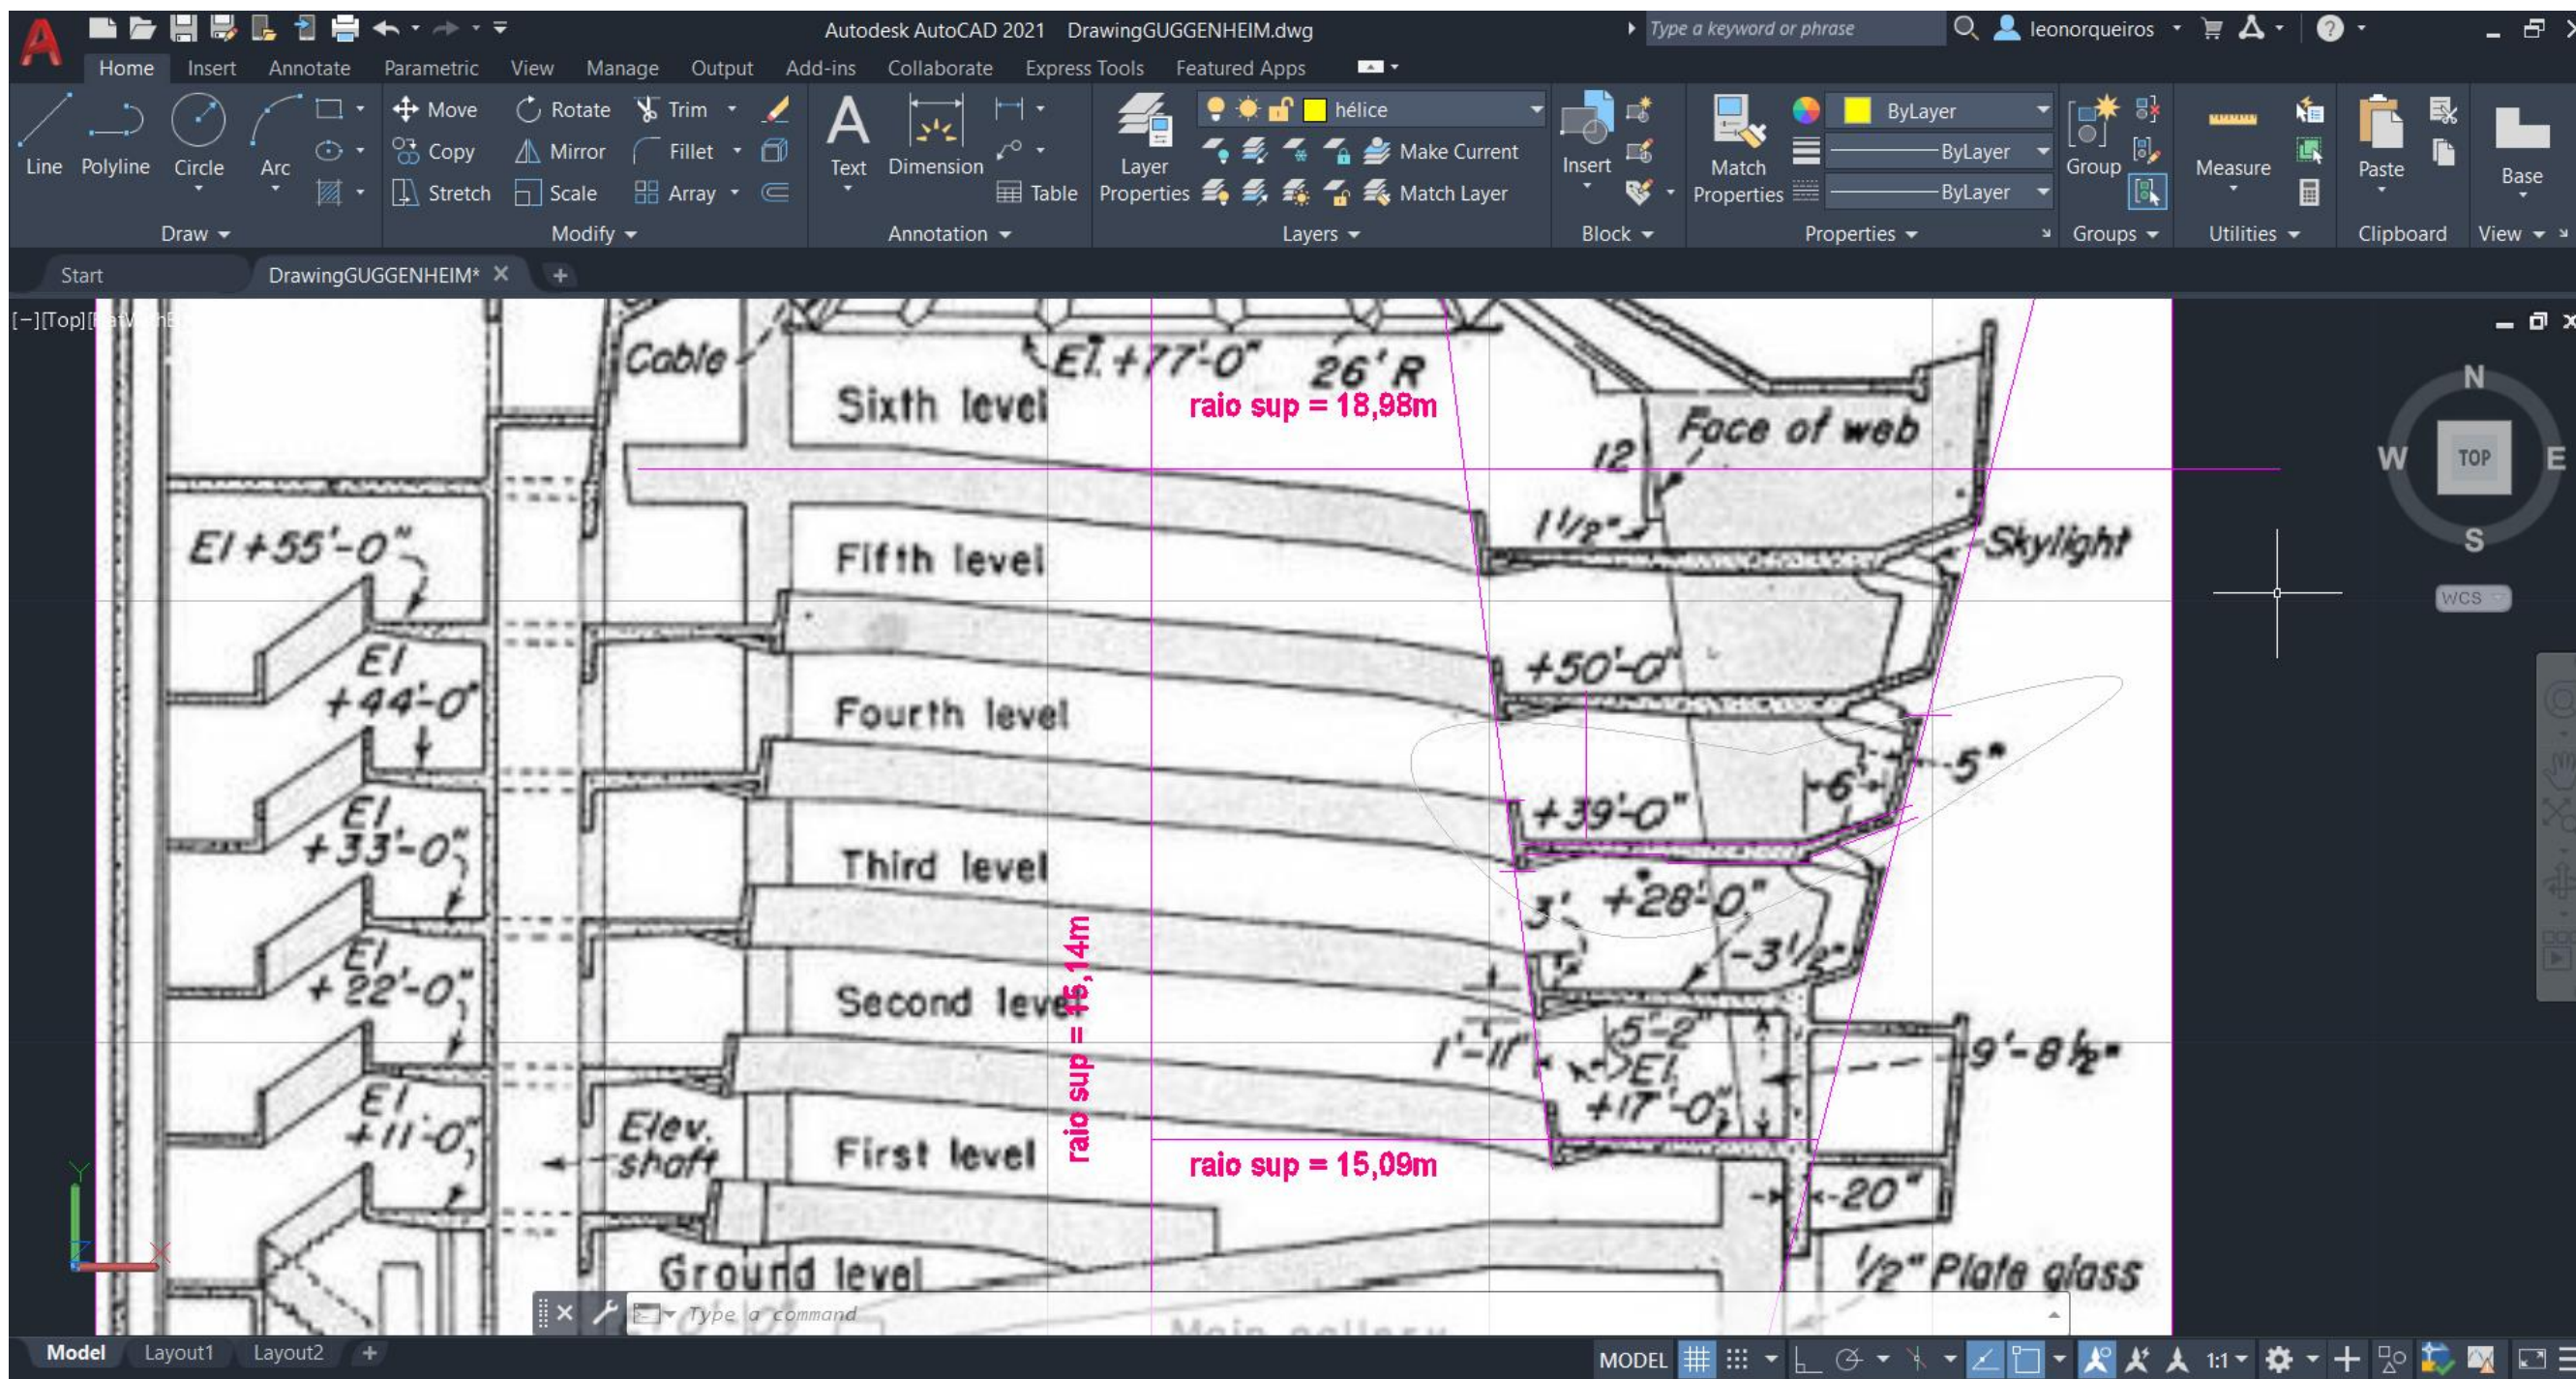 Autodesk AutoCAD 2021 DrawingGUGGENHEIM.dwg
Type a keyword or phrase
leonorqueiros
Home Insert Annotate Parametric View Manage Output Add-ins Collaborate Express Tools Featured Apps
Move Rotate Trim
hélice
ByLayer
Copy Mirror Fillet
Make Current
ByLayer
Line Polyline Circle Arc
Text Dimension
Layer Properties
Insert
Match Properties
Group
Measure
Paste
Base
Stretch Scale Array
Table
Match Layer
ByLayer
Draw Modify Annotation Layers Block Properties Groups Utilities Clipboard View
Start DrawingGUGGENHEIM*
[−][Top]
Cable
El. +77'-0"
26' R
N
Sixth level
raio sup = 18,98m
Face of web
12
W TOP E
El +55'-0"
Fifth level
1 1/2"
Skylight
S
WCS
El +44'-0"
+50'-0"
Fourth level
-5"
6'
+39'-0"
El +33'-0"
Third level
+28'-0"
3'
-3 1/2"
El +22'-0"
Second level
raio sup = 15,14m
5'-2"
1'-11"
El. +17'-0"
9'-8 1/2"
El +11'-0"
Elev. shaft
First level
raio sup = 15,09m
20"
Y
X
Ground level
1/2" Plate glass
Type a command
Main gallery
Model Layout1 Layout2
MODEL
1:1